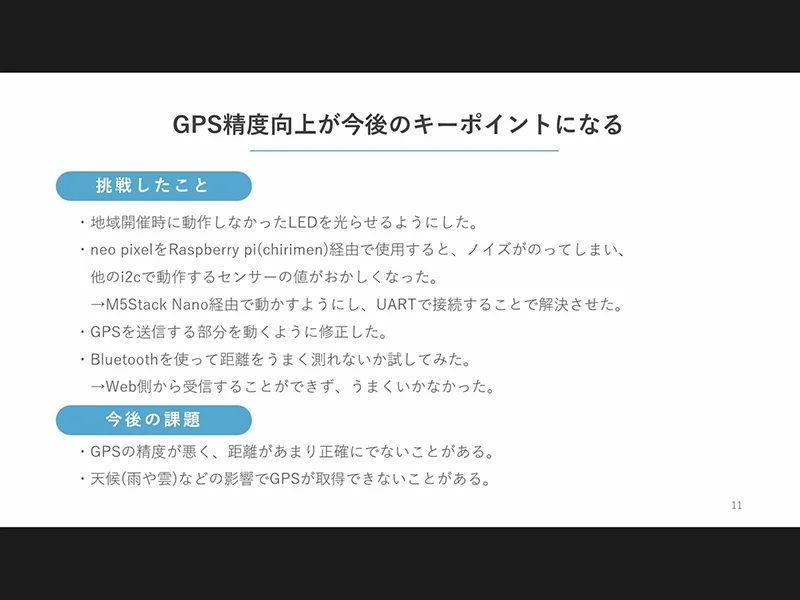 GPS精度向上が今後のキーポイントになる
挑戦したこと
・地域開催時に動作しなかったLEDを光らせるようにした。
・neo pixelをRaspberry pi(chirimen)経由で使用すると、ノイズがのってしまい、
他のi2cで動作するセンサーの値がおかしくなった。
→M5Stack Nano経由で動かすようにし、UARTで接続することで解決させた。
・GPSを送信する部分を動くように修正した。
・Bluetoothを使って距離をうまく測れないか試してみた。
→Web側から受信することができず、うまくいかなかった。
今後の課題
・GPSの精度が悪く、距離があまり正確にでないことがある。
・天候(雨や雲)などの影響でGPSが取得できないことがある。
11